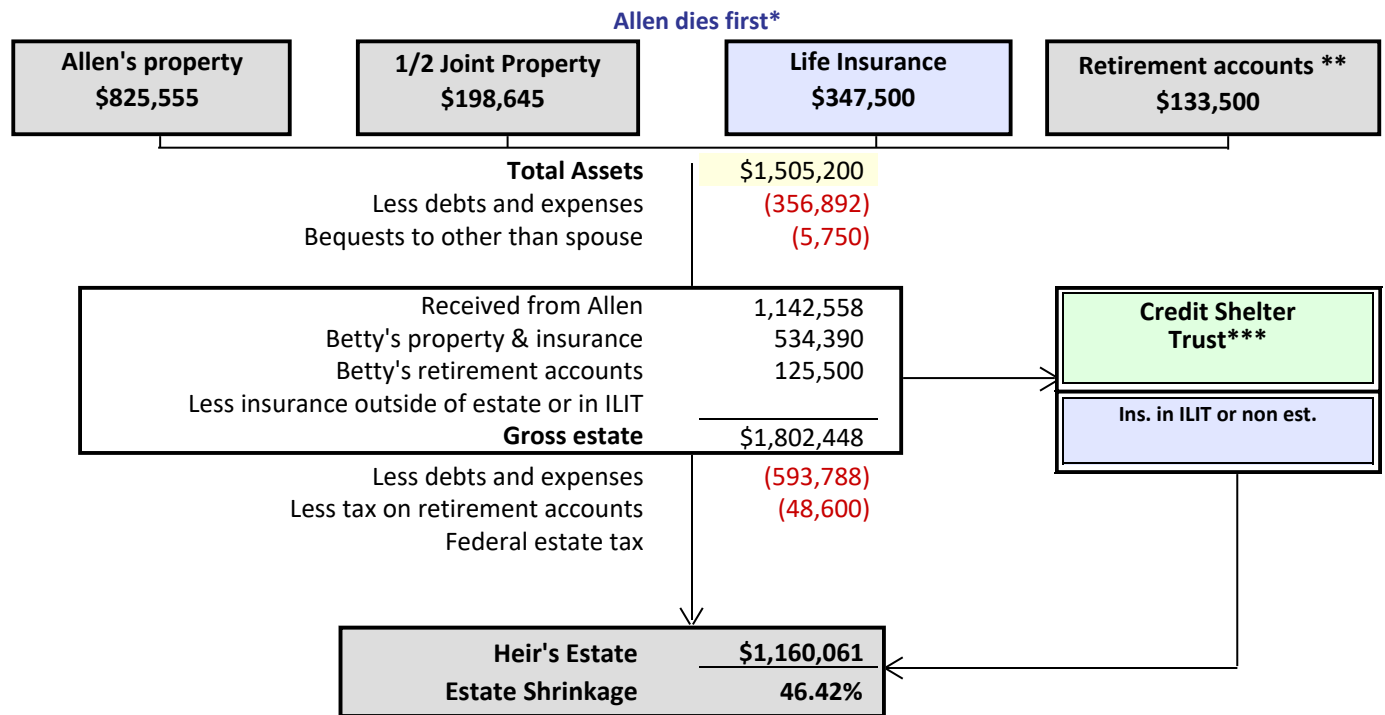 Allen dies first*
Allen's property
$825,555
1/2 Joint Property
$198,645
Life Insurance
$347,500
Retirement accounts **
$133,500
Total Assets $1,505,200
Less debts and expenses (356,892)
Bequests to other than spouse (5,750)
Received from Allen 1,142,558
Betty's property & insurance 534,390
Betty's retirement accounts 125,500
Less insurance outside of estate or in ILIT
Gross estate $1,802,448
Credit Shelter
Trust***
Ins. in ILIT or non est.
Less debts and expenses (593,788)
Less tax on retirement accounts (48,600)
Federal estate tax
Heir's Estate $1,160,061
Estate Shrinkage 46.42%